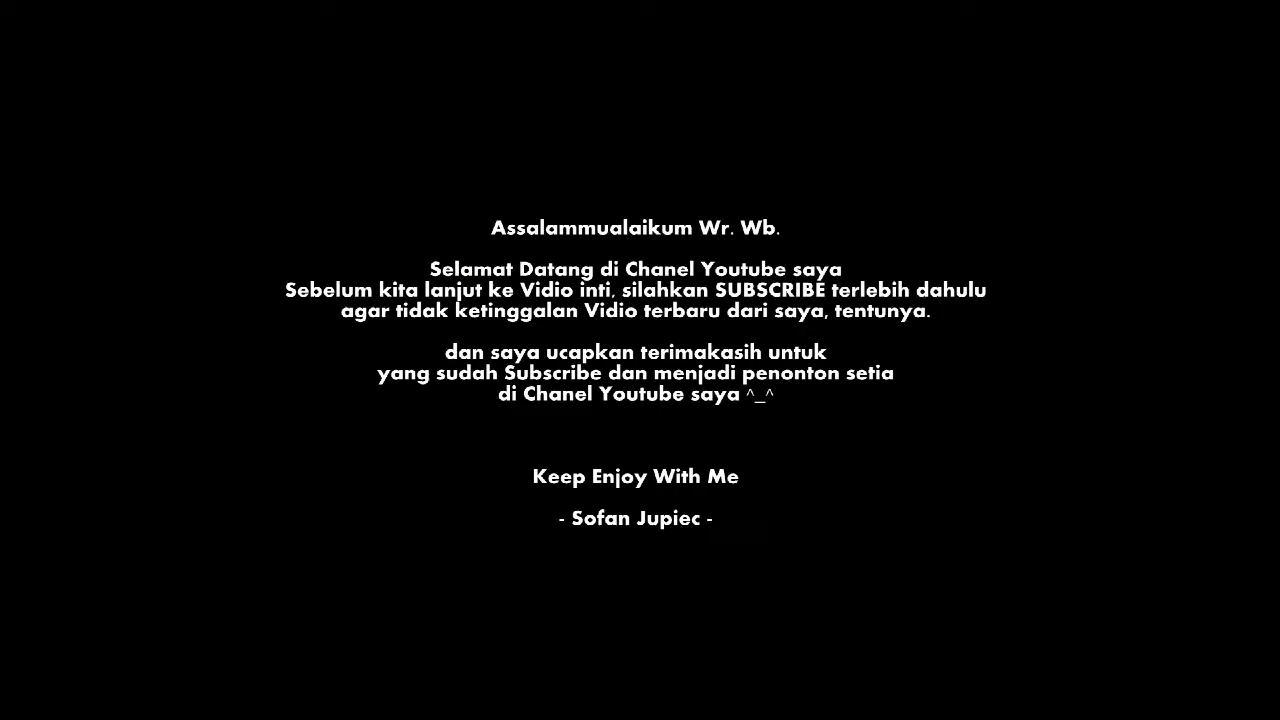 Assalammualaikum Wr. Wb.
Selamat Datang di Chanel Youtube saya
Sebelum kita lanjut ke Vidio inti, silahkan SUBSCRIBE terlebih dahulu
agar tidak ketinggalan Vidio terbaru dari saya, tentunya.
dan saya ucapkan terimakasih untuk
yang sudah Subscribe dan menjadi penonton setia
di Chanel Youtube saya ^_^
Keep Enjoy With Me
- Sofan Jupiec -